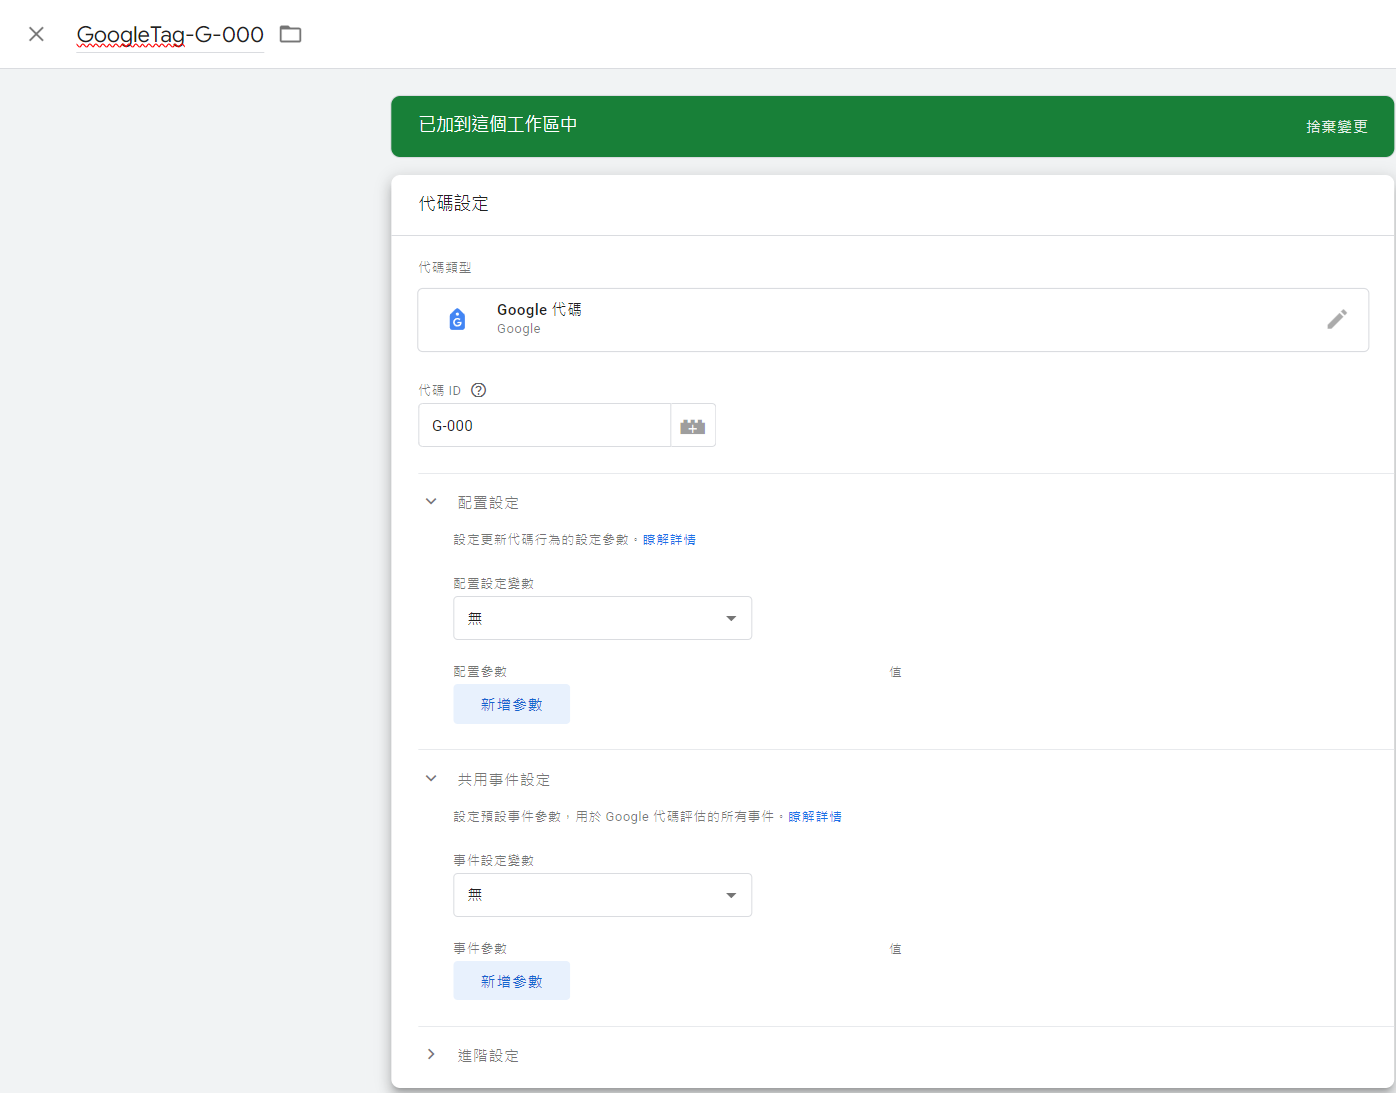 GoogleTag-G-000
已加到這個工作區中
捨棄變更
代碼設定
代碼類型
Google 代碼
Google
代碼 ID
G-000
配置設定
設定更新代碼行為的設定參數。瞭解詳情
配置設定變數
無
配置參數
值
新增參數
共用事件設定
設定預設事件參數，用於 Google 代碼評估的所有事件。瞭解詳情
事件設定變數
無
事件參數
值
新增參數
進階設定